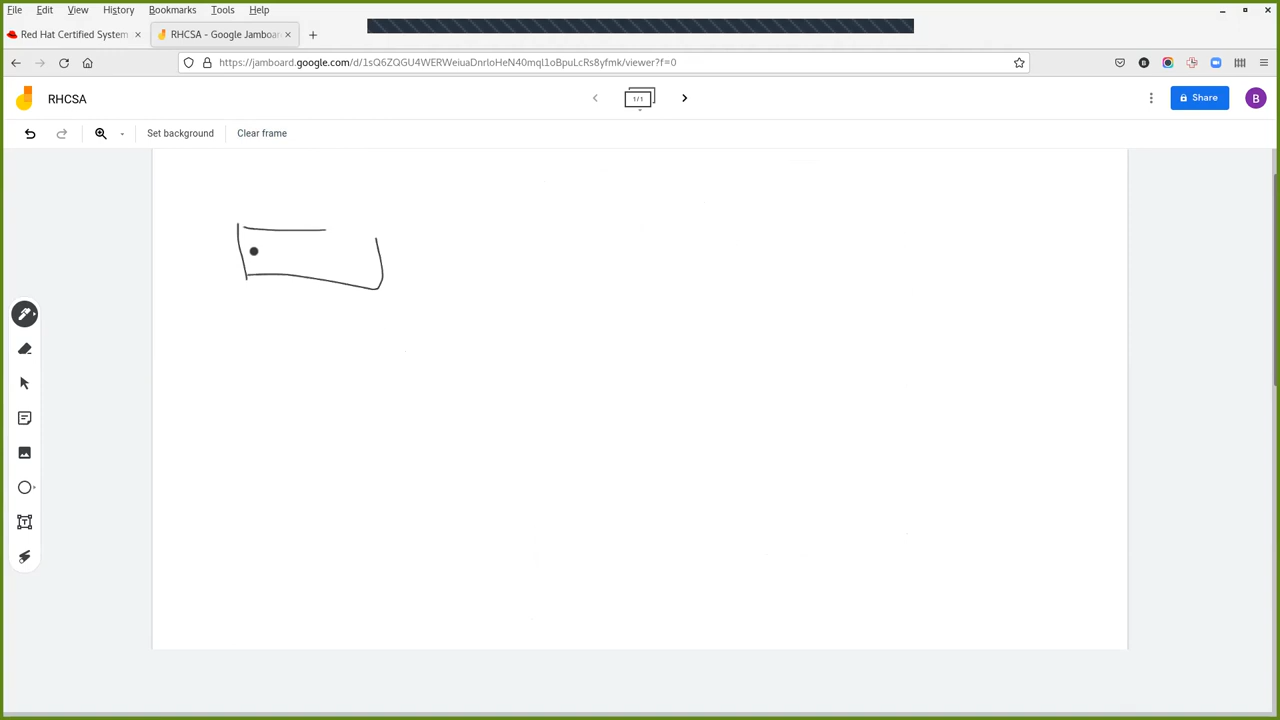 File Edit View History Bookmarks Tools Help
Red Hat Certified System
RHCSA - Google Jamboar
https://jamboard.google.com/d/1sQ6ZQGU4WERWeiuaDnrloHeN40mql1oBpuLcRs8yfmk/viewer?f=0
RHCSA
1/1
Share
B
Set background
Clear frame